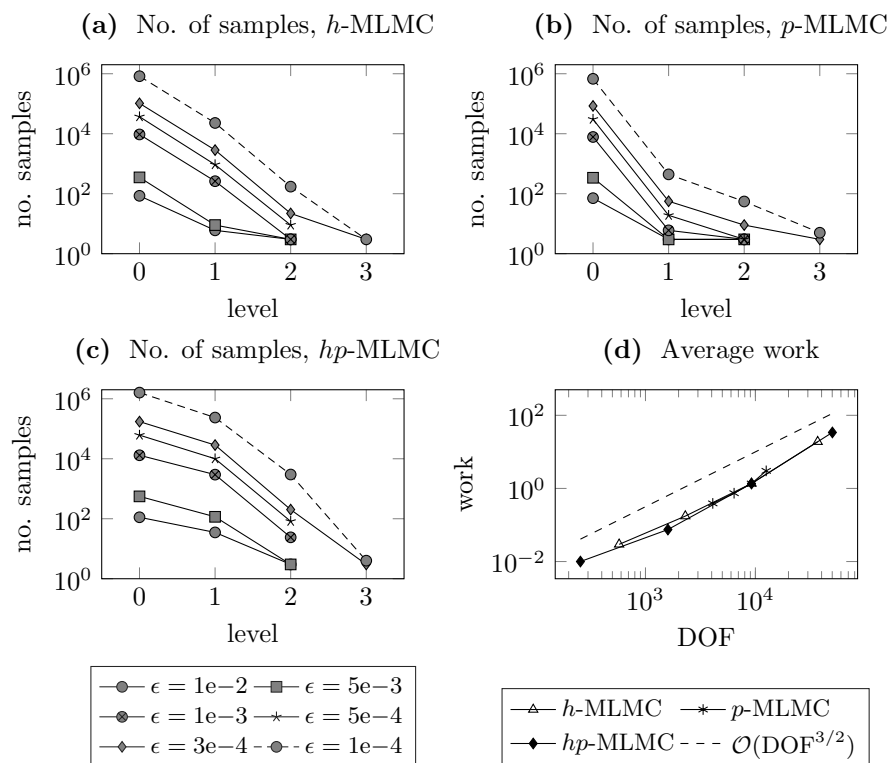 (a) No. of samples, h-MLMC
10^6
10^4
10^2
10^0
no. samples
0 1 2 3
level
(b) No. of samples, p-MLMC
10^6
10^4
10^2
10^0
no. samples
0 1 2 3
level
(c) No. of samples, hp-MLMC
10^6
10^4
10^2
10^0
no. samples
0 1 2 3
level
(d) Average work
10^2
10^0
10^−2
work
10^3 10^4
DOF
ϵ = 1e−2 ϵ = 5e−3
ϵ = 1e−3 ϵ = 5e−4
ϵ = 3e−4 ϵ = 1e−4
h-MLMC p-MLMC
hp-MLMC O(DOF^3/2)